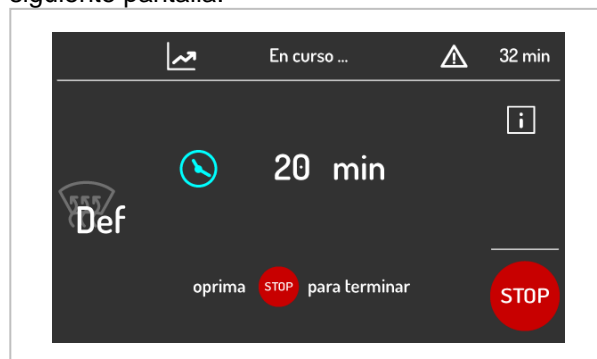 siguiente pantalla:
En curso ... 32 min
i
20 min
Def
oprima STOP para terminar
STOP